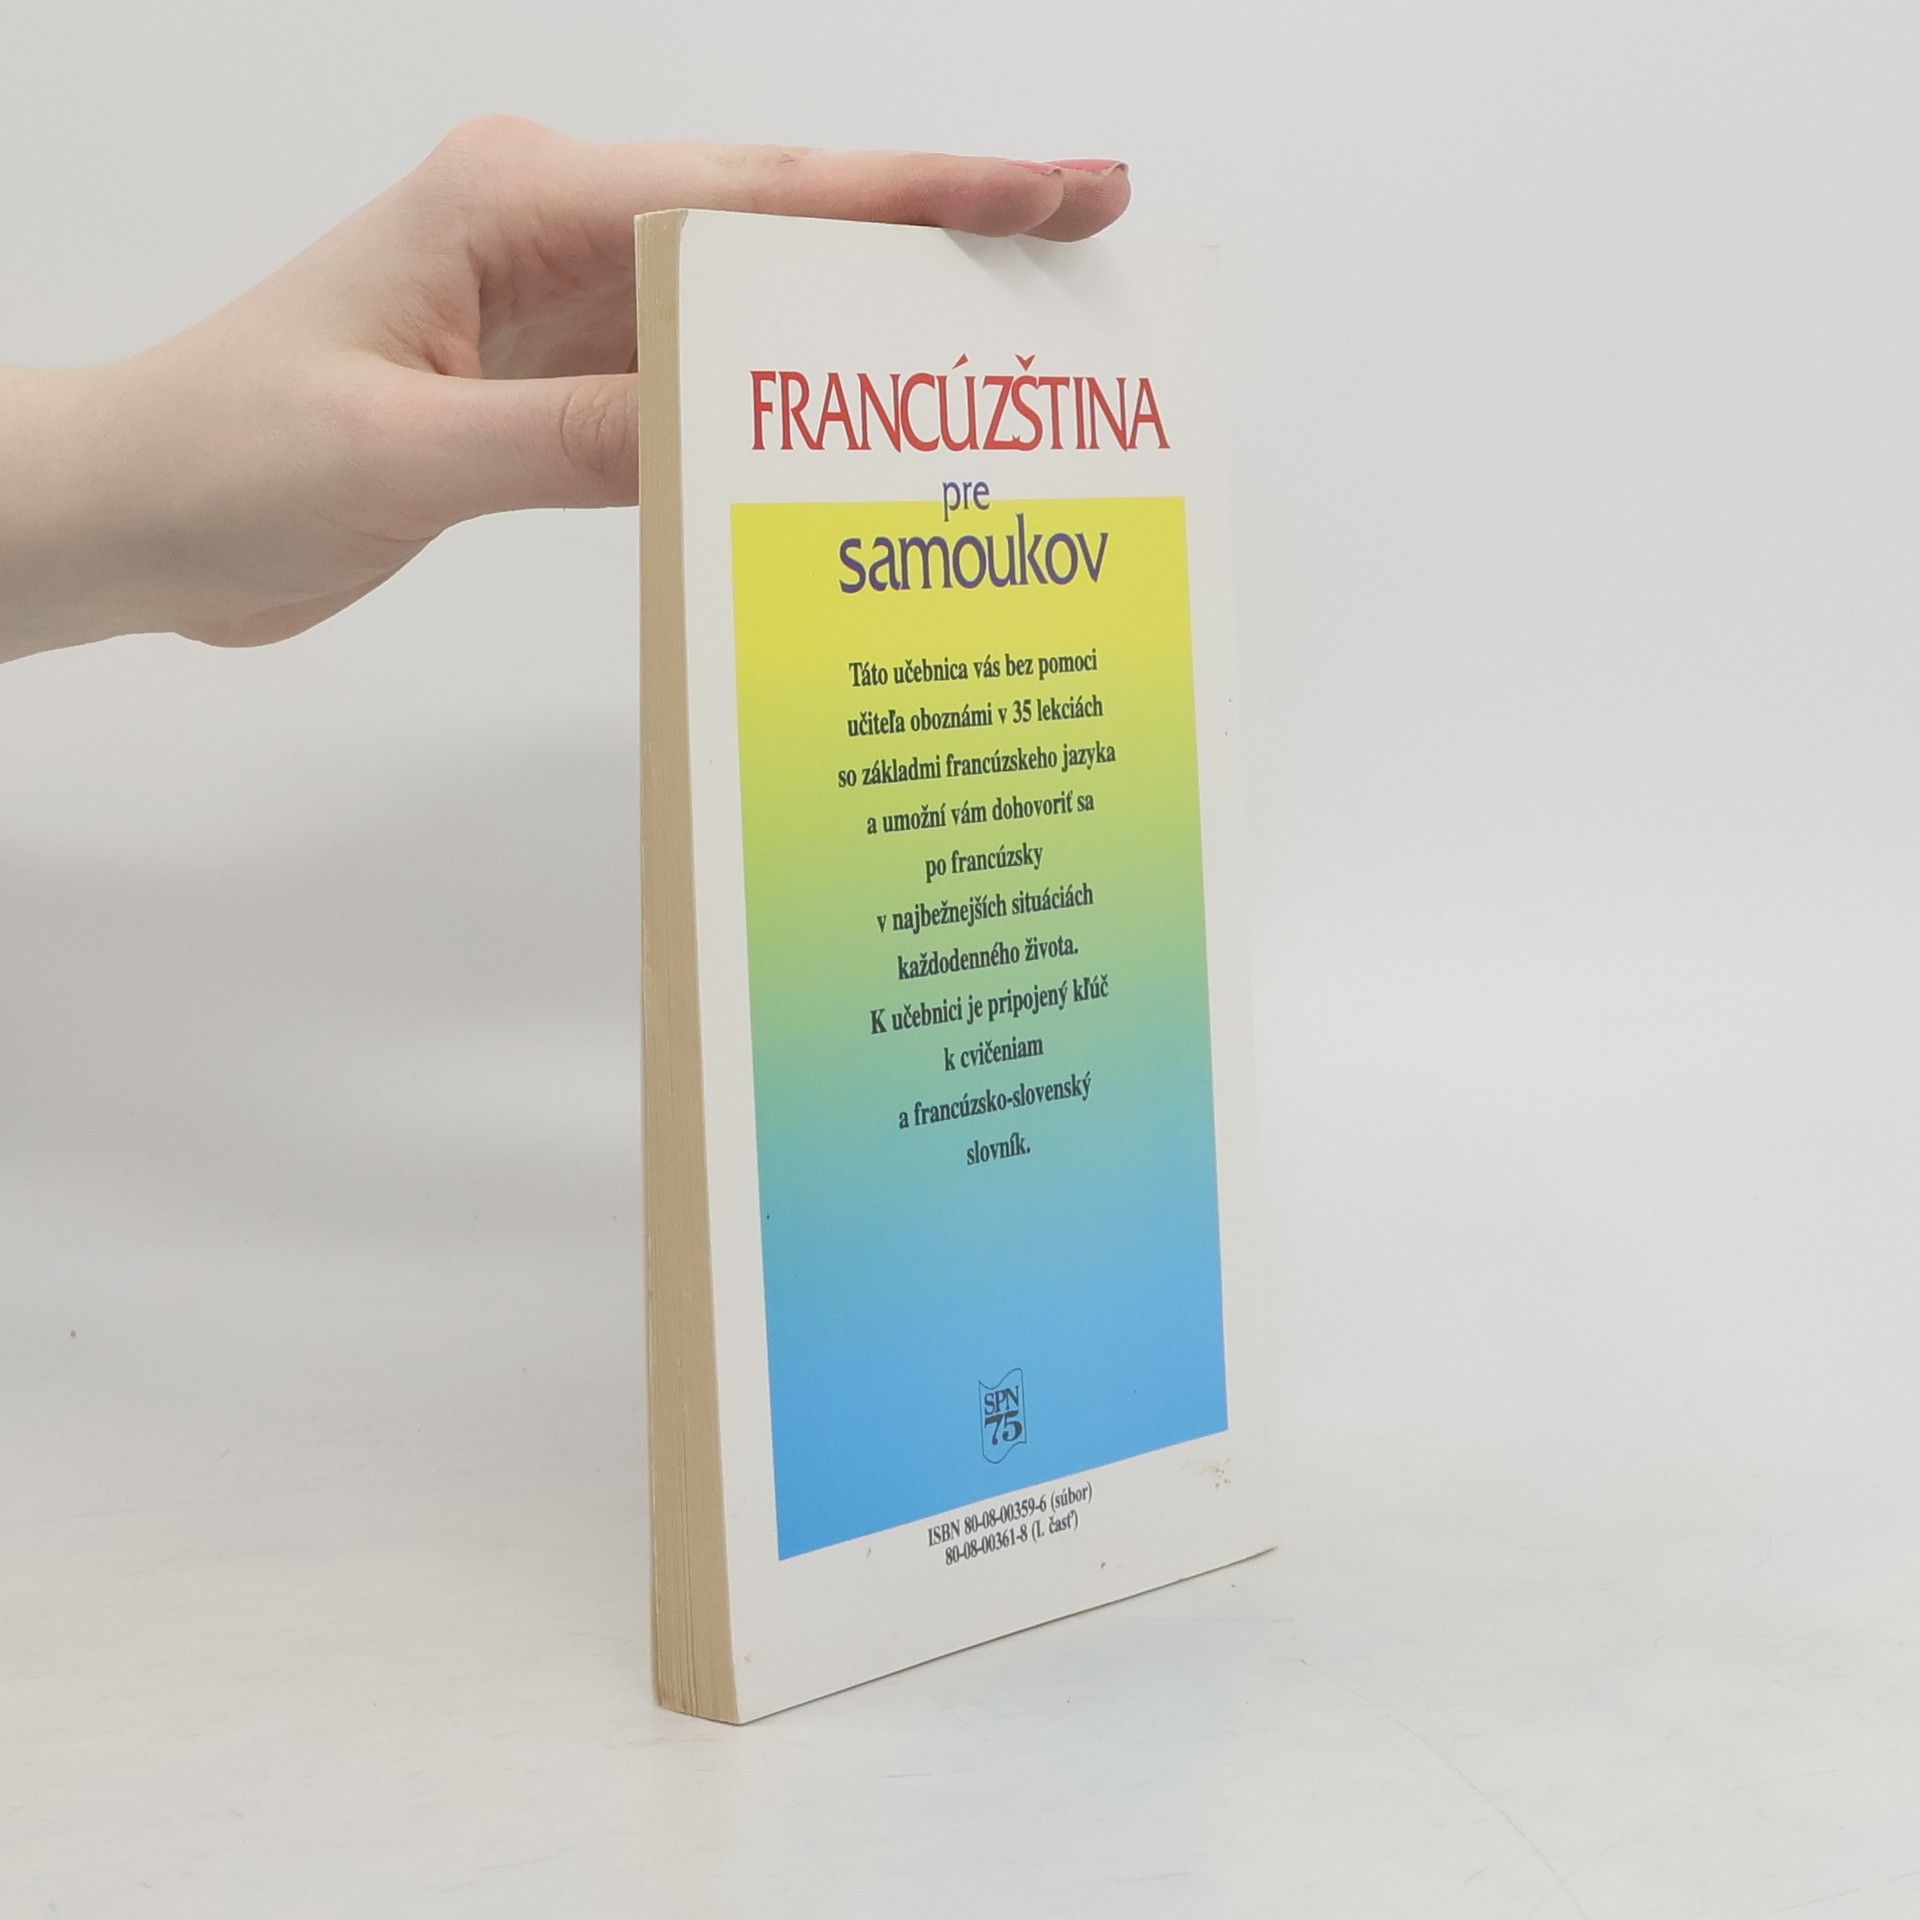 FRANCÚZŠTINA
pre
samoukov
Táto učebnica vás bez pomoci
učiteľa oboznámi v 35 lekciách
so základmi francúzskeho jazyka
a umožní vám dohovoriť sa
po francúzsky
v najbežnejších situáciách
každodenného života.
K učebnici je pripojený kľúč
k cvičeniam
a francúzsko-slovenský
slovník.
SPN
75
ISBN 80-08-00359-6 (súbor)
80-08-00361-8 (I. časť)